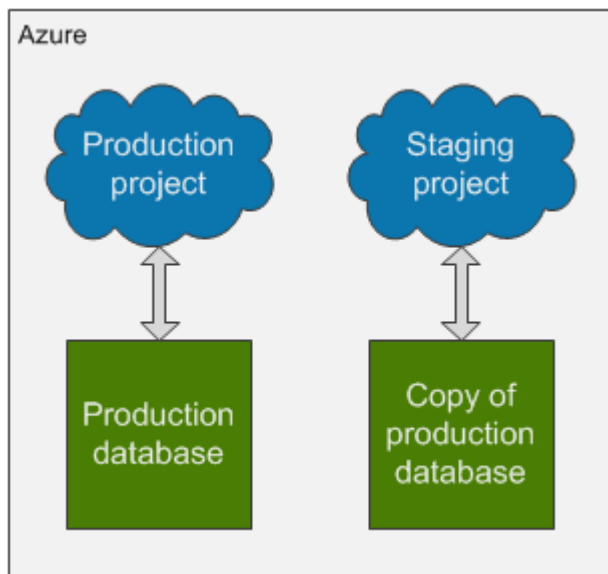 Azure
Production
project
Staging
project
Production
database
Copy of
production
database